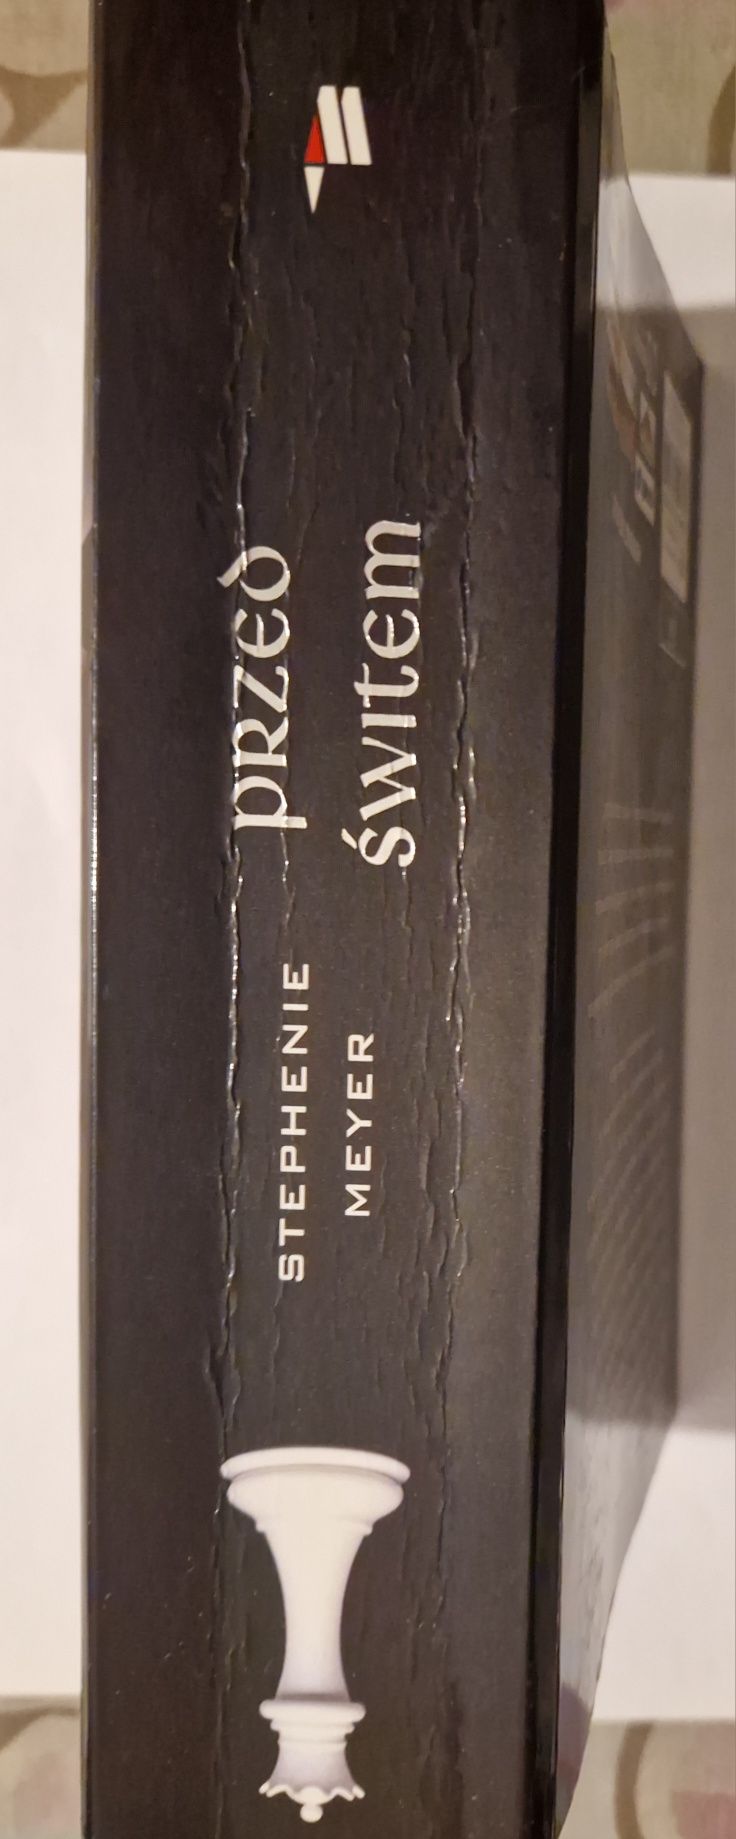 przed
świtem
STEPHENIE
MEYER